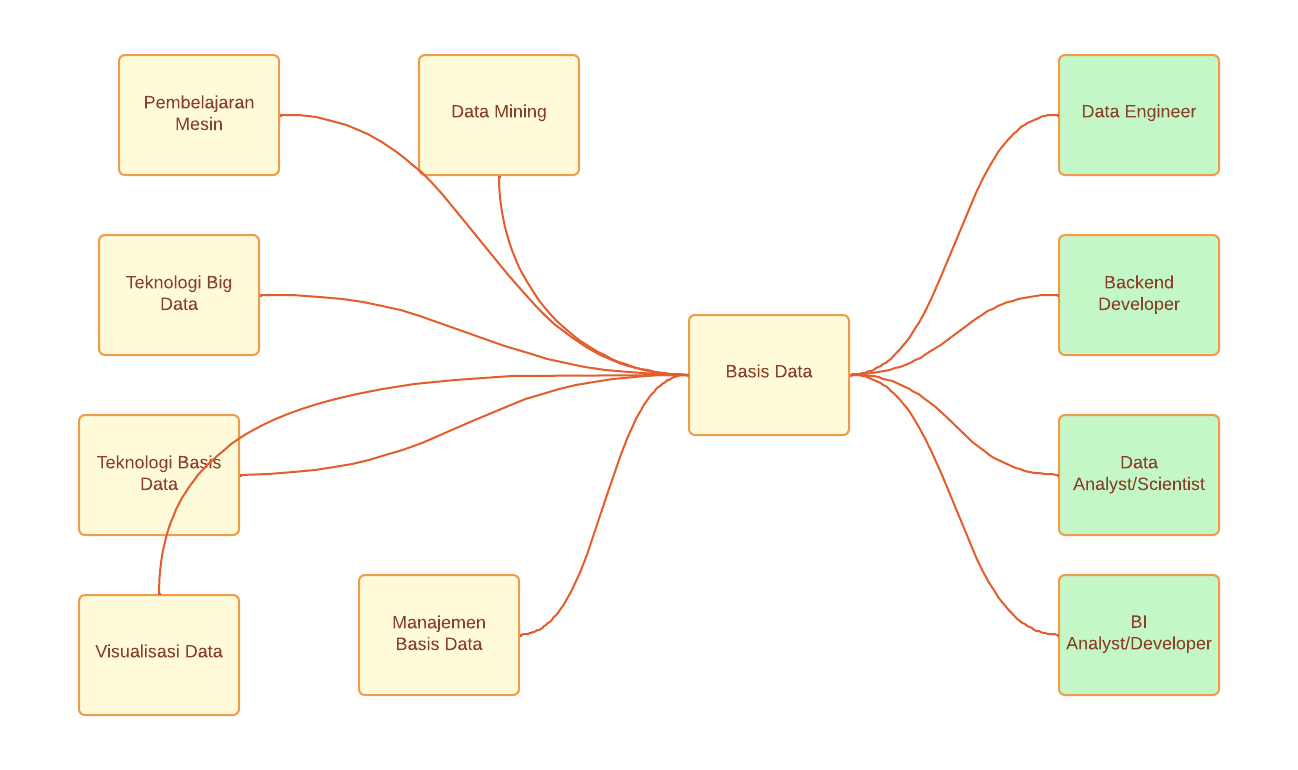 Pembelajaran
Mesin
Data Mining
Data Engineer
Teknologi Big
Data
Backend
Developer
Basis Data
Teknologi Basis
Data
Data
Analyst/Scientist
Visualisasi Data
Manajemen
Basis Data
BI
Analyst/Developer